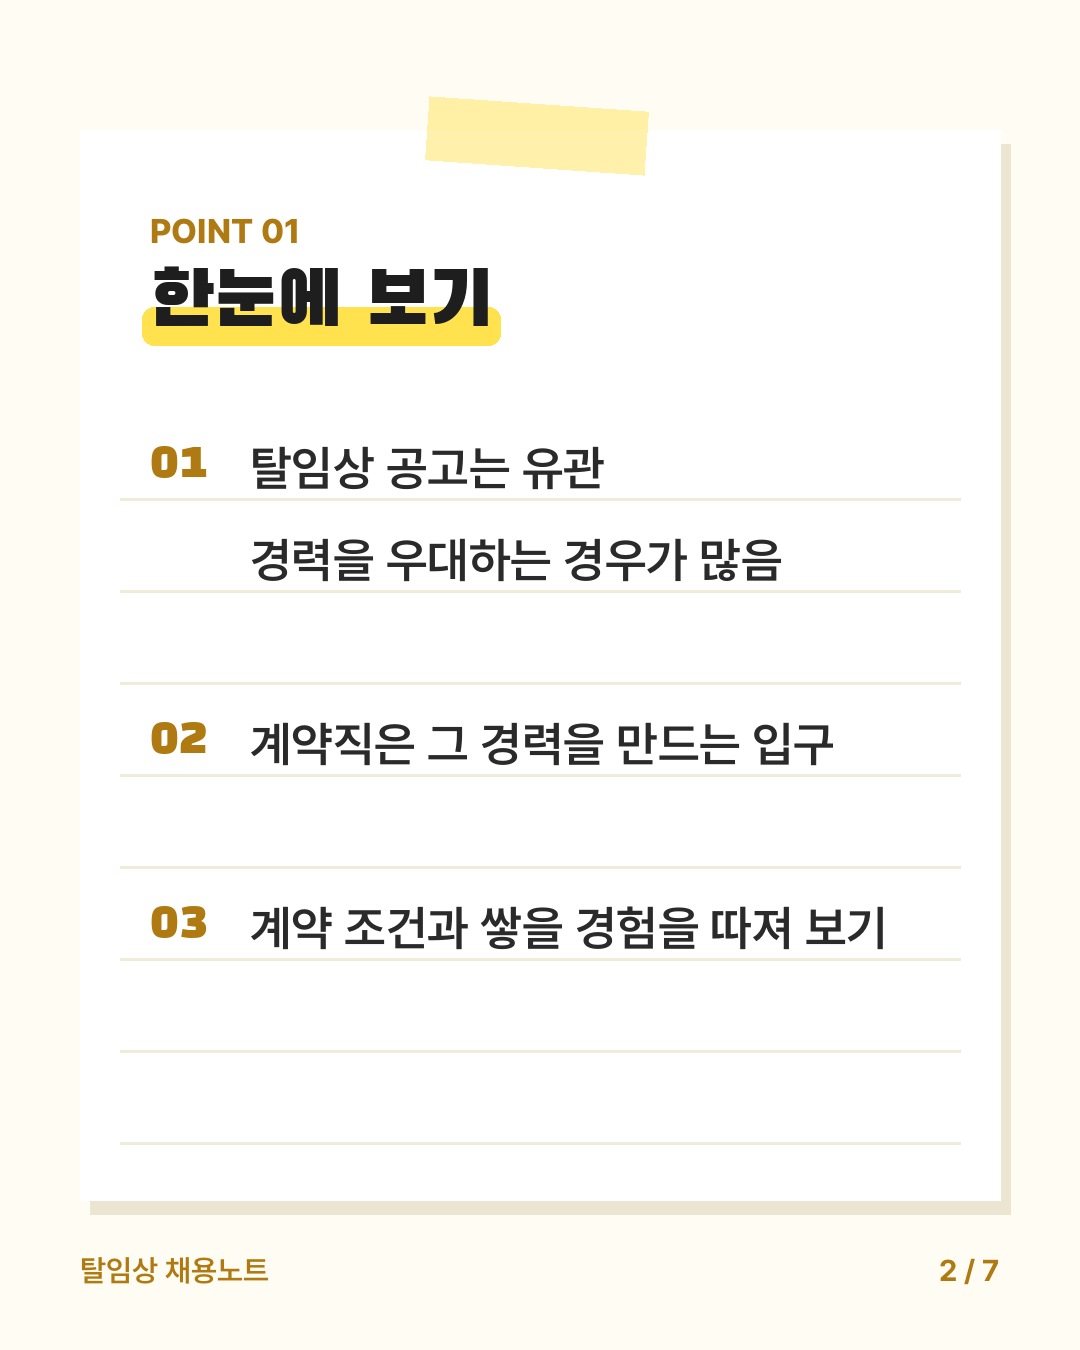 POINT 01
한눈에 보기
01 탈임상 공고는 유관
경력을 우대하는 경우가 많음
02 계약직은 그 경력을 만드는 입구
03 계약 조건과 쌓을 경험을 따져 보기
탈임상 채용노트
2 / 7